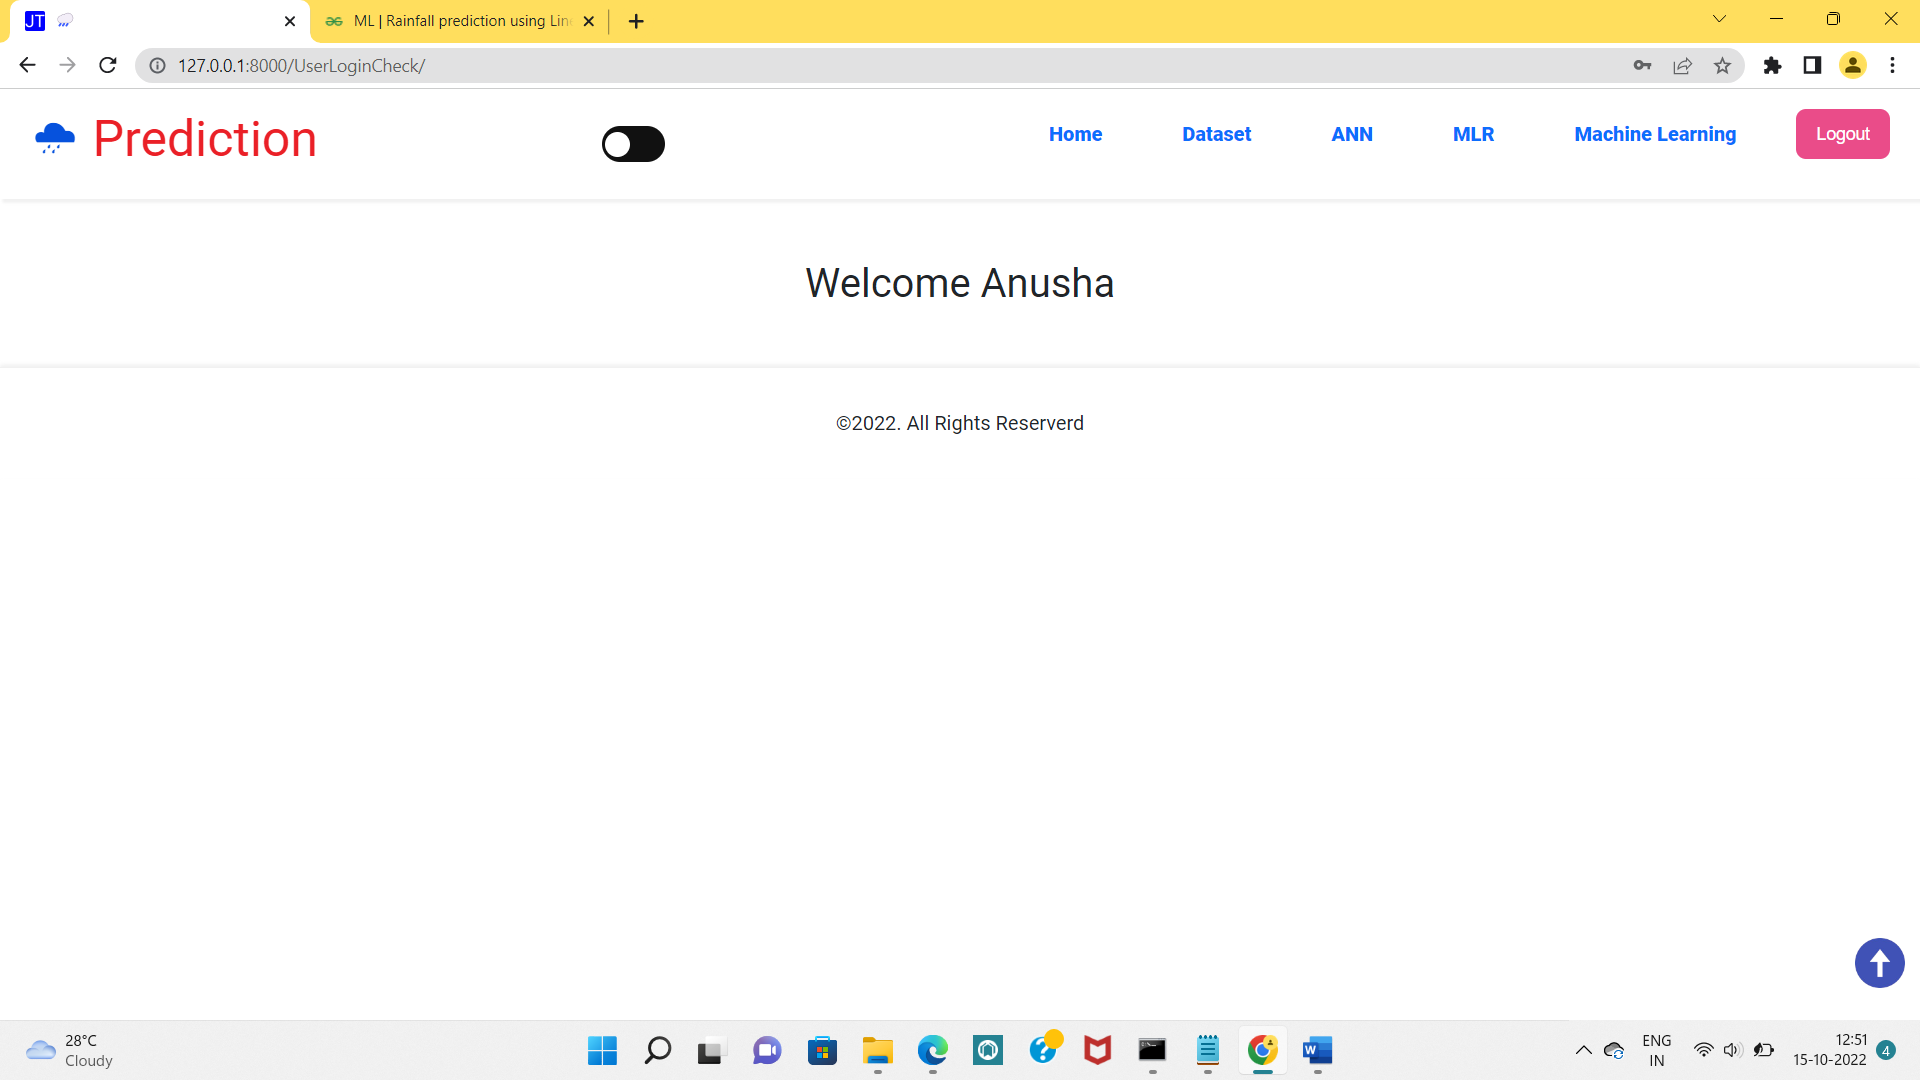 JT
ML | Rainfall prediction using Lin
127.0.0.1:8000/UserLoginCheck/
Prediction
Home
Dataset
ANN
MLR
Machine Learning
Logout
Welcome Anusha
©2022. All Rights Reserverd
28°C
Cloudy
ENG
IN
12:51
15-10-2022
4